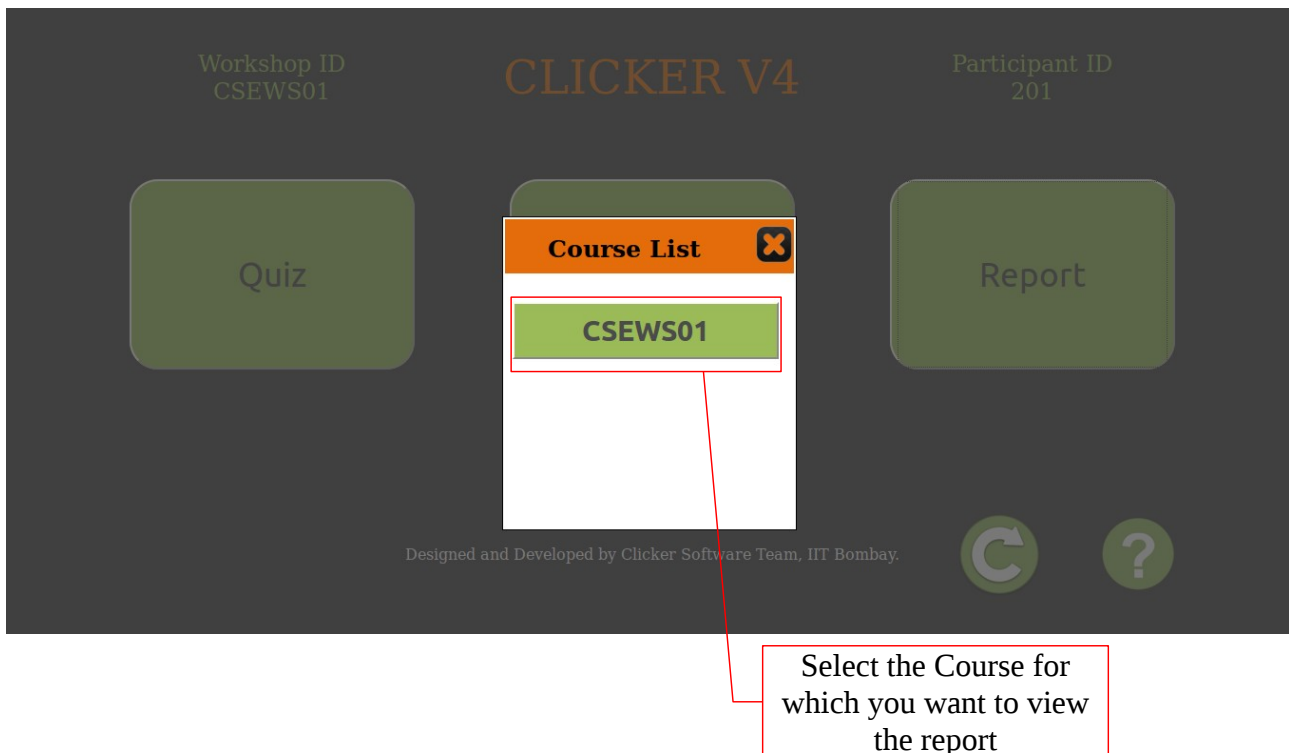 Workshop ID
CSEWS01
CLICKER V4
Participant ID
201
Quiz
Course List
CSEWS01
Report
Designed and Developed by Clicker Software Team, IIT Bombay.
?
Select the Course for
which you want to view
the report